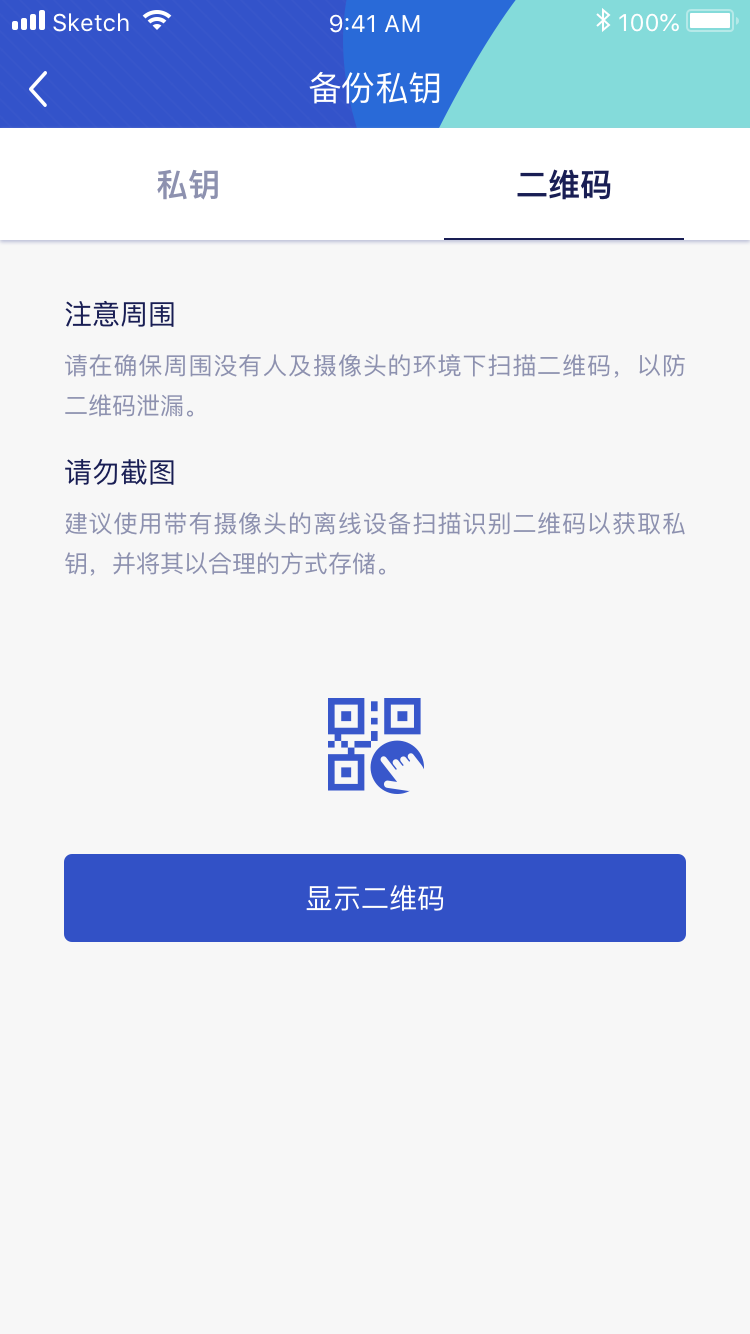 Sketch 9:41 AM 100%
备份私钥
私钥 二维码
注意周围
请在确保周围没有人及摄像头的环境下扫描二维码，以防
二维码泄漏。
请勿截图
建议使用带有摄像头的离线设备扫描识别二维码以获取私
钥，并将其以合理的方式存储。
显示二维码